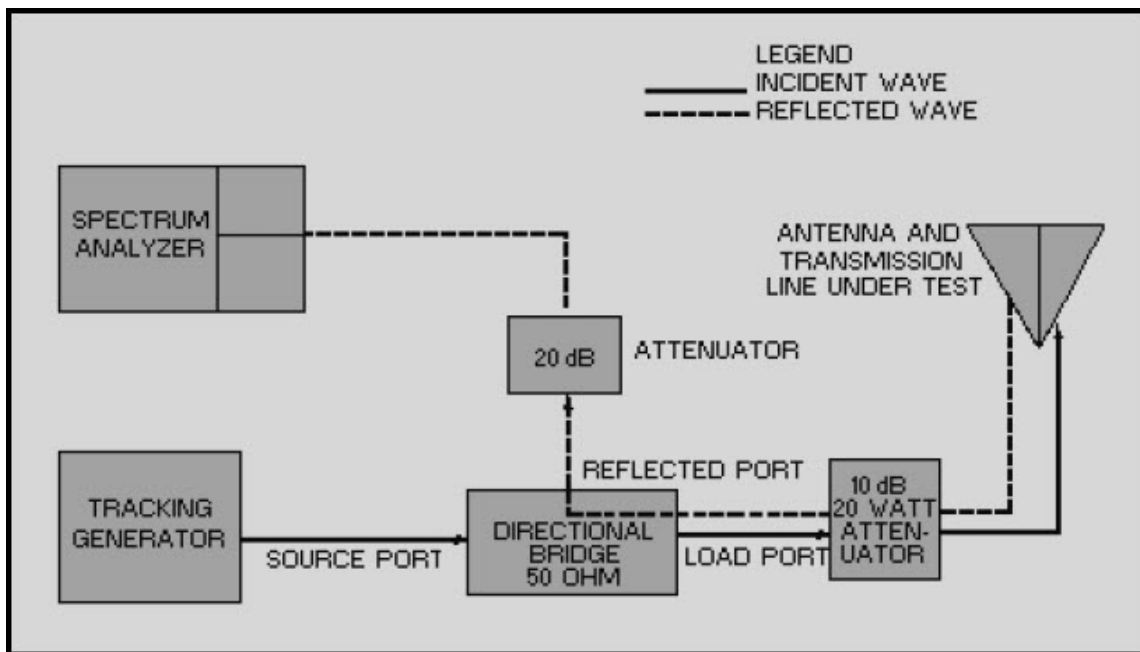 LEGEND
INCIDENT WAVE
REFLECTED WAVE
SPECTRUM
ANALYZER
ANTENNA AND
TRANSMISSION
LINE UNDER TEST
20 dB
ATTENUATOR
TRACKING
GENERATOR
SOURCE PORT
REFLECTED PORT
DIRECTIONAL
BRIDGE
50 OHM
LOAD PORT
10 dB
20 WATT
ATTEN-
UATOR